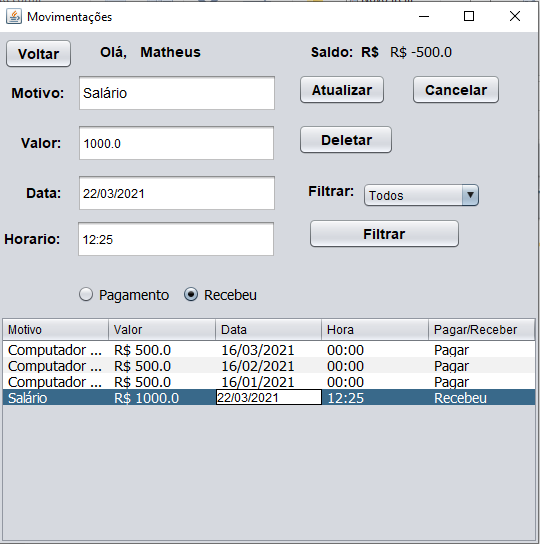 Movimentações
Voltar Olá, Matheus Saldo: R$ R$ -500.0
Motivo: Salário Atualizar Cancelar
Valor: 1000.0 Deletar
Data: 22/03/2021 Filtrar: Todos
Horario: 12:25 Filtrar
Pagamento Recebeu
Motivo Valor Data Hora Pagar/Receber
Computador ... R$ 500.0 16/03/2021 00:00 Pagar
Computador ... R$ 500.0 16/02/2021 00:00 Pagar
Computador ... R$ 500.0 16/01/2021 00:00 Pagar
Salário R$ 1000.0 22/03/2021 12:25 Recebeu